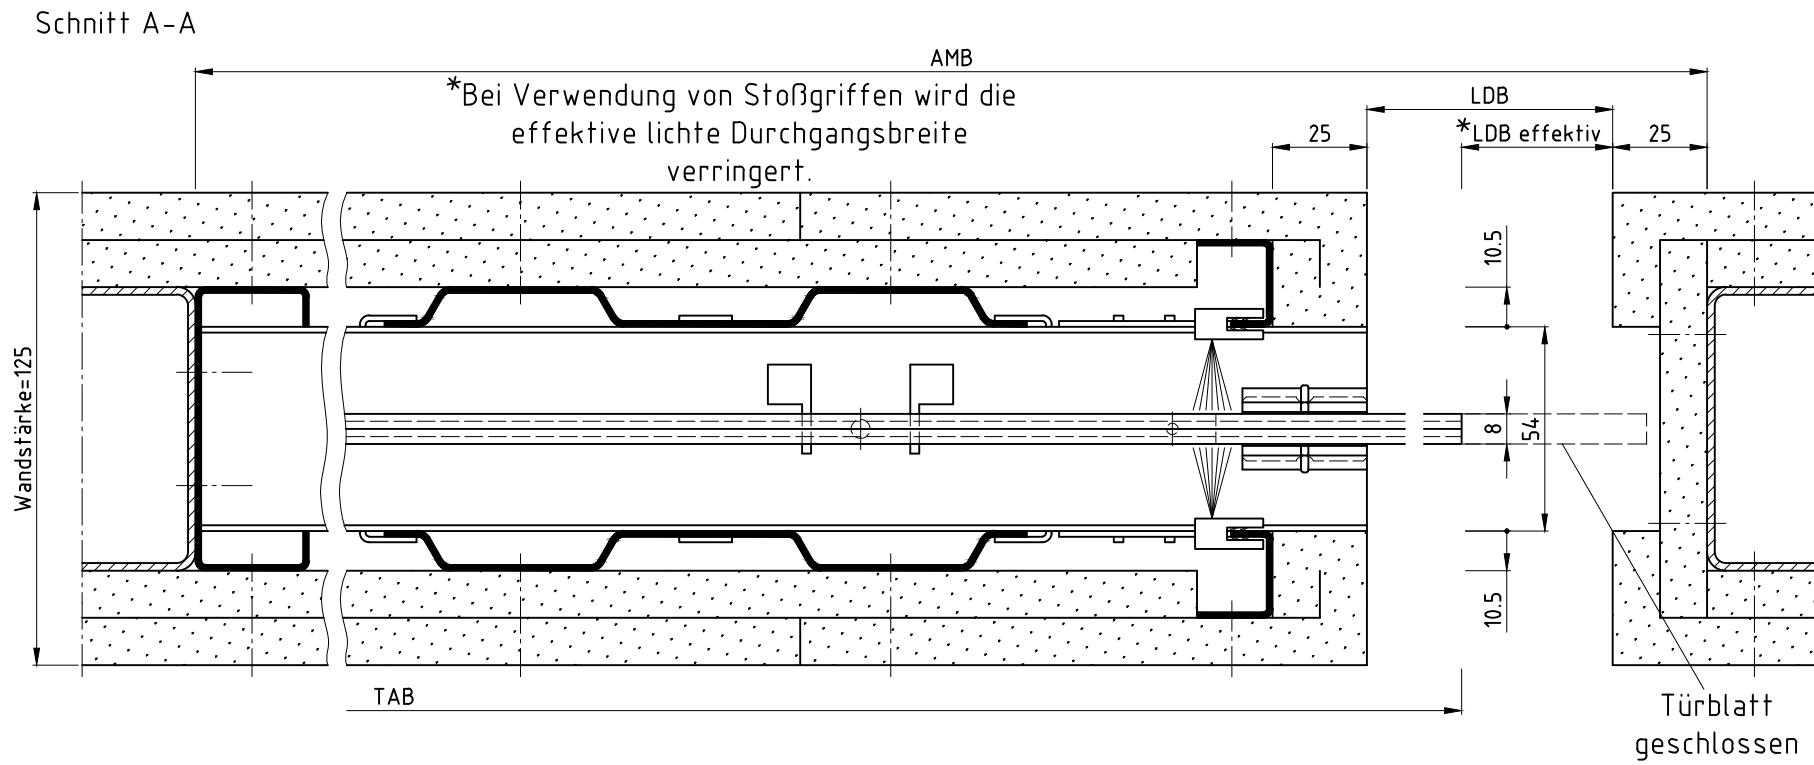 Schnitt A-A
AMB
*Bei Verwendung von Stoßgriffen wird die
effektive lichte Durchgangsbreite
verringert.
LDB
25
*LDB effektiv
25
10.5
Wandstärke=125
8
54
10.5
TAB
Türblatt
geschlossen